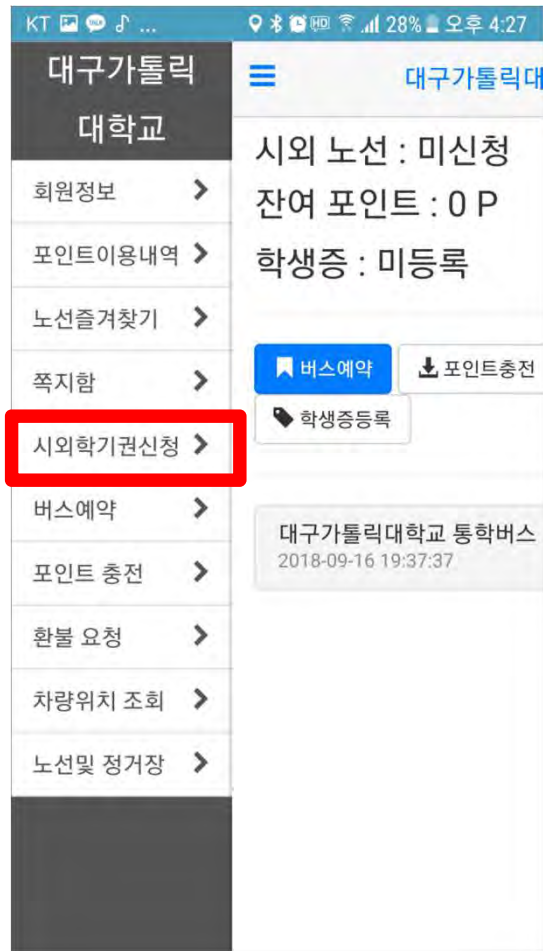 KT ... HD 28% 오후 4:27
대구가톨릭
대학교
회원정보
포인트이용내역
노선즐겨찾기
쪽지함
시외학기권신청
버스예약
포인트 충전
환불 요청
차량위치 조회
노선및 정거장
대구가톨릭대
시외 노선 : 미신청
잔여 포인트 : 0 P
학생증 : 미등록
버스예약 포인트충전
학생증등록
대구가톨릭대학교 통학버스
2018-09-16 19:37:37